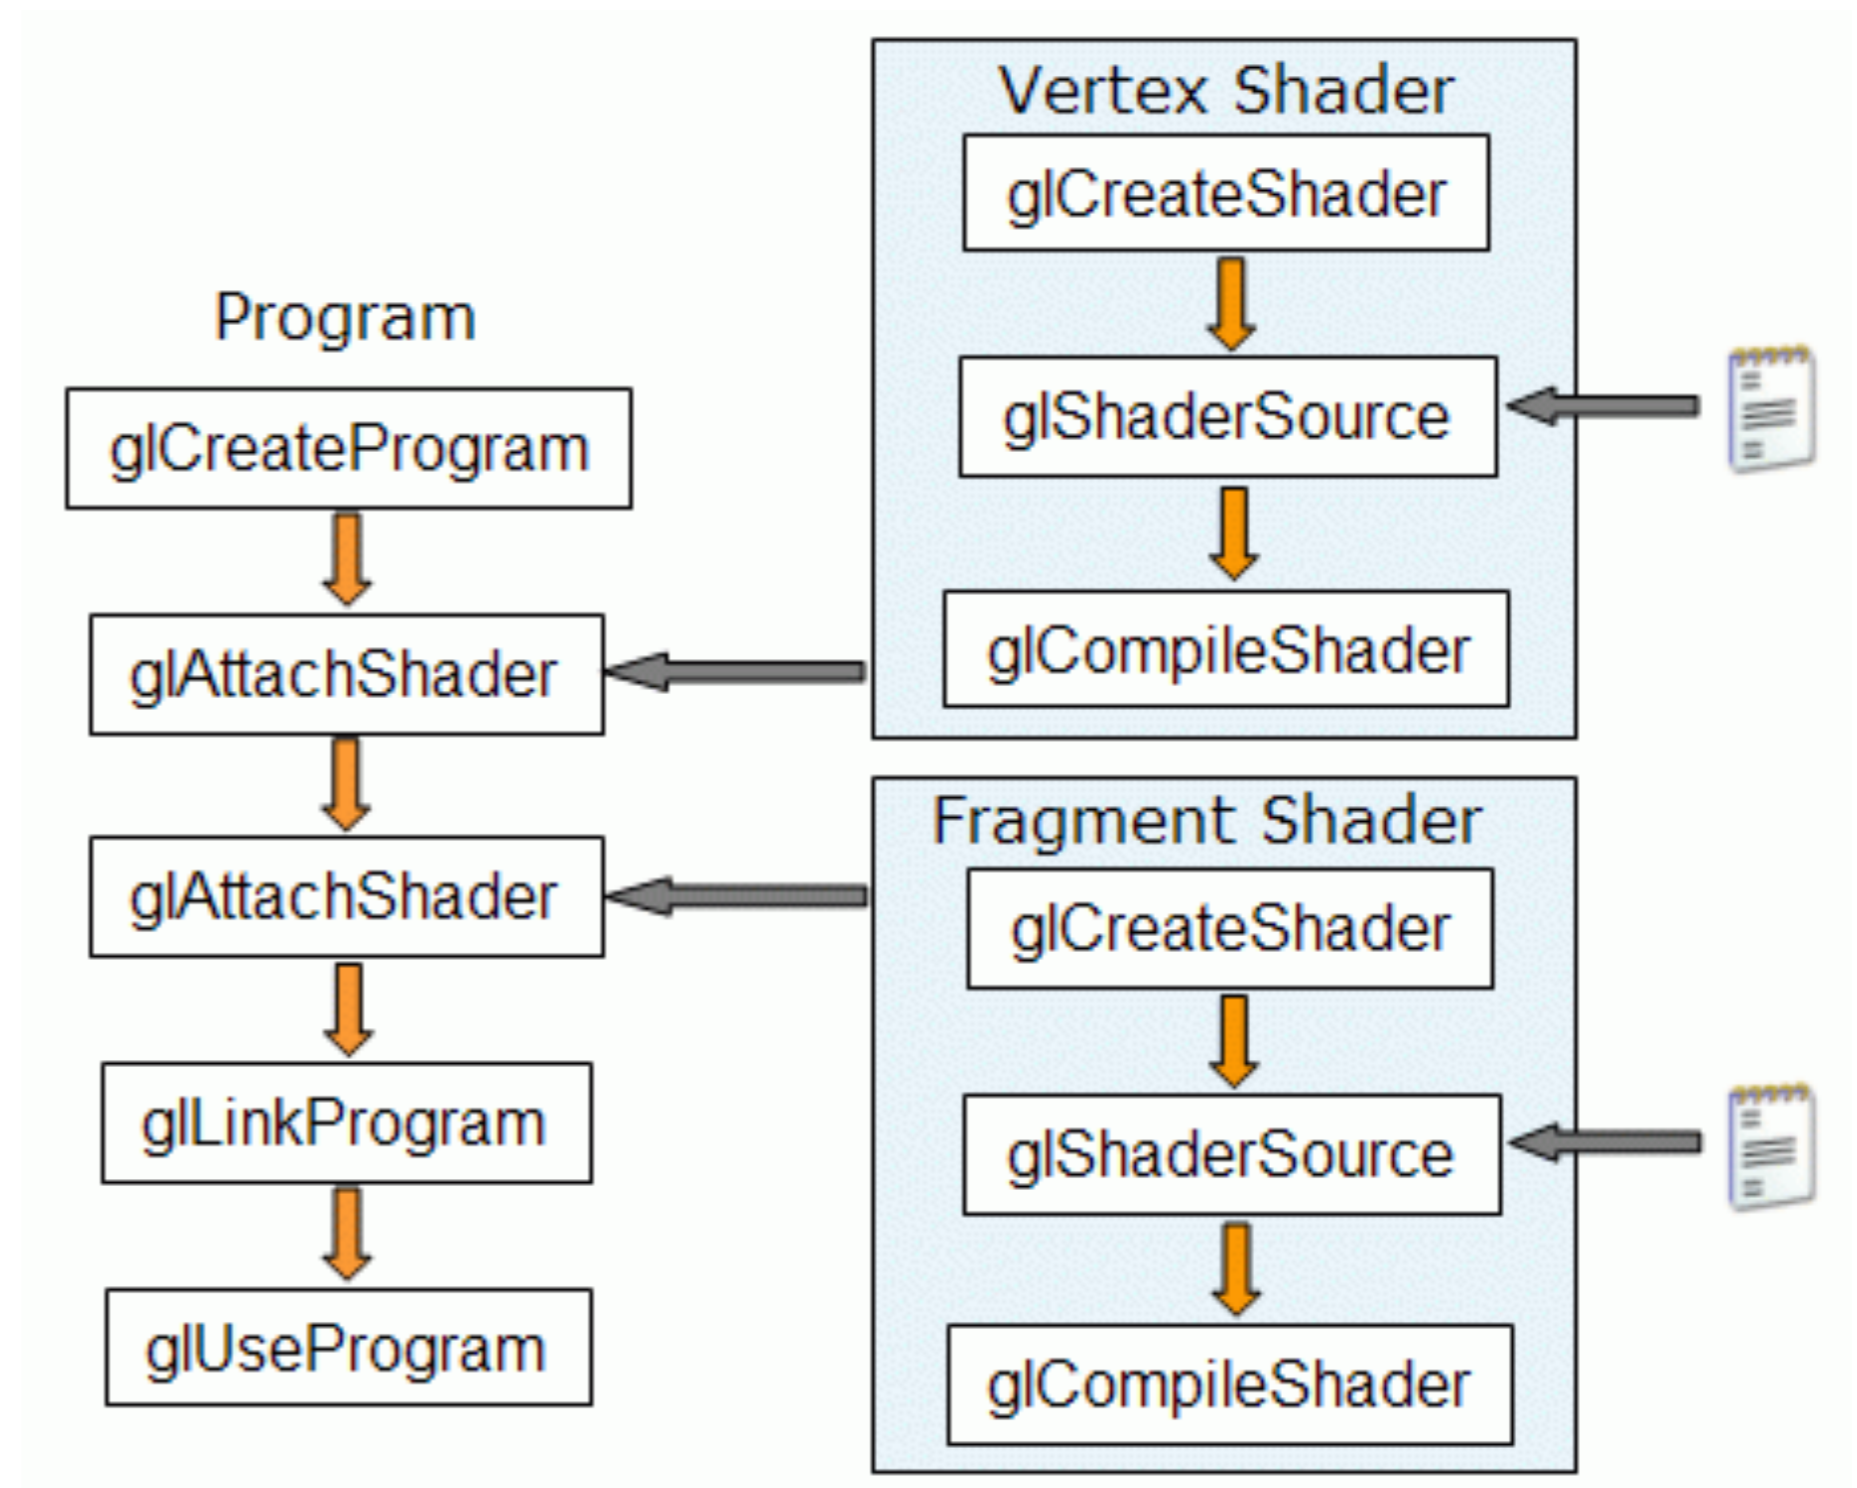 Program
glCreateProgram
glAttachShader
glAttachShader
glLinkProgram
glUseProgram
Vertex Shader
glCreateShader
glShaderSource
glCompileShader
Fragment Shader
glCreateShader
glShaderSource
glCompileShader